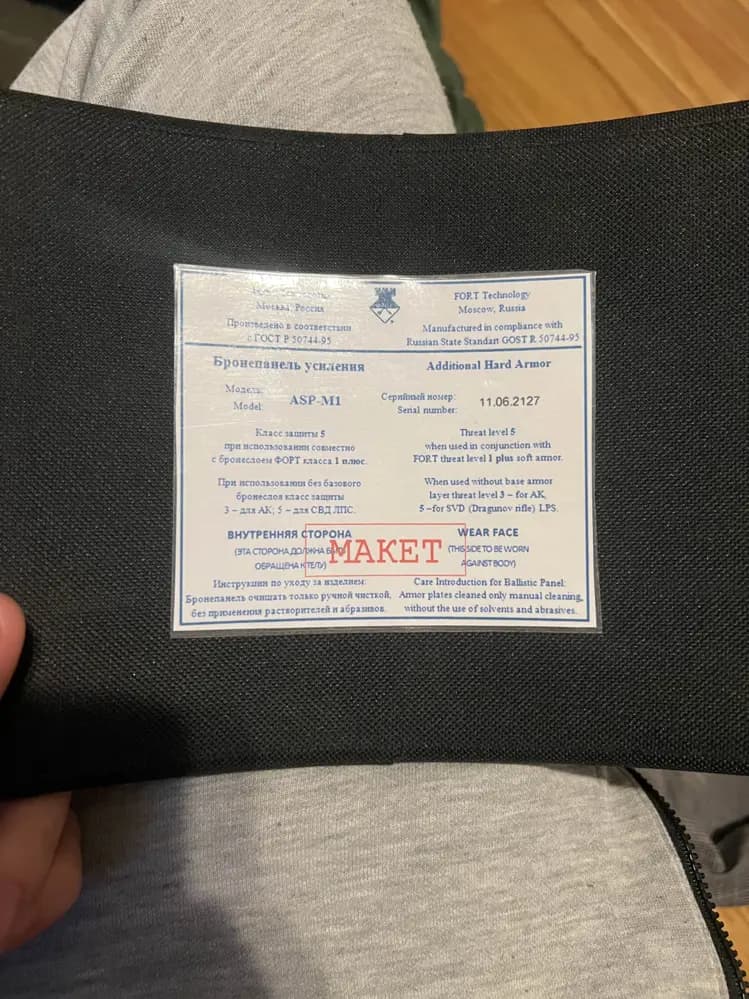 Москва, Россия
Произведено в соответствии
с ГОСТ Р 50744-95
FORT Technology
Moscow, Russia
Manufactured in compliance with
Russian State Standart GOST R 50744-95
Бронепанель усиления
Additional Hard Armor
Модель:
Model:
ASP-M1
Серийный номер:
Serial number:
11.06.2127
Класс защиты 5
при использовании совместно
с бронеслоем ФОРТ класса 1 плюс.
Threat level 5
when used in conjunction with
FORT threat level 1 plus soft armor.
При использовании без базового
бронеслоя класс защиты
3 – для АК; 5 – для СВД ЛПС.
When used without base armor
layer threat level 3 – for AK,
5 –for SVD (Dragunov rifle) LPS.
ВНУТРЕННЯЯ СТОРОНА
(ЭТА СТОРОНА ДОЛЖНА БЫТЬ
ОБРАЩЕНА К ТЕЛУ)
МАКЕТ
WEAR FACE
(THIS SIDE TO BE WORN
AGAINST BODY)
Инструкции по уходу за изделием:
Бронепанель очищать только ручной чисткой,
без применения растворителей и абразивов.
Care Introduction for Ballistic Panel:
Armor plates cleaned only manual cleaning,
without the use of solvents and abrasives.